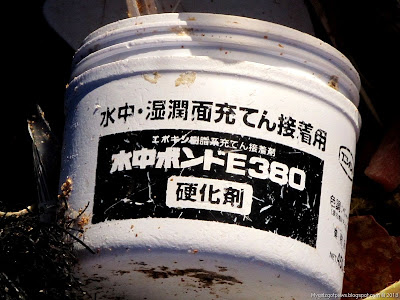 水中・湿潤面充てん接着用
エポキシ樹脂系充てん接着剤
水中ボンドE380
硬化剤